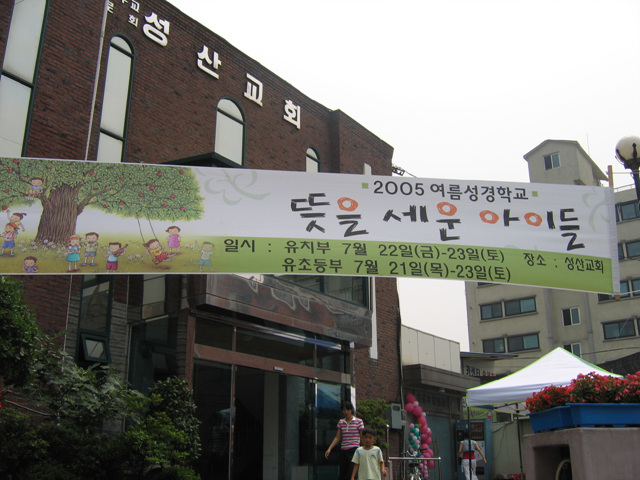 성산교회
2005 여름성경학교
뜻을 세운 아이들
일시 : 유치부 7월 22일(금)-23일(토) 장소 : 성산교회
유초등부 7월 21일(목)-23일(토)